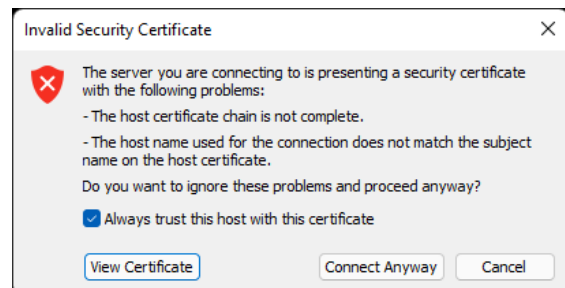 Invalid Security Certificate
The server you are connecting to is presenting a security certificate
with the following problems:
- The host certificate chain is not complete.
- The host name used for the connection does not match the subject
name on the host certificate.
Do you want to ignore these problems and proceed anyway?
Always trust this host with this certificate
View Certificate
Connect Anyway
Cancel